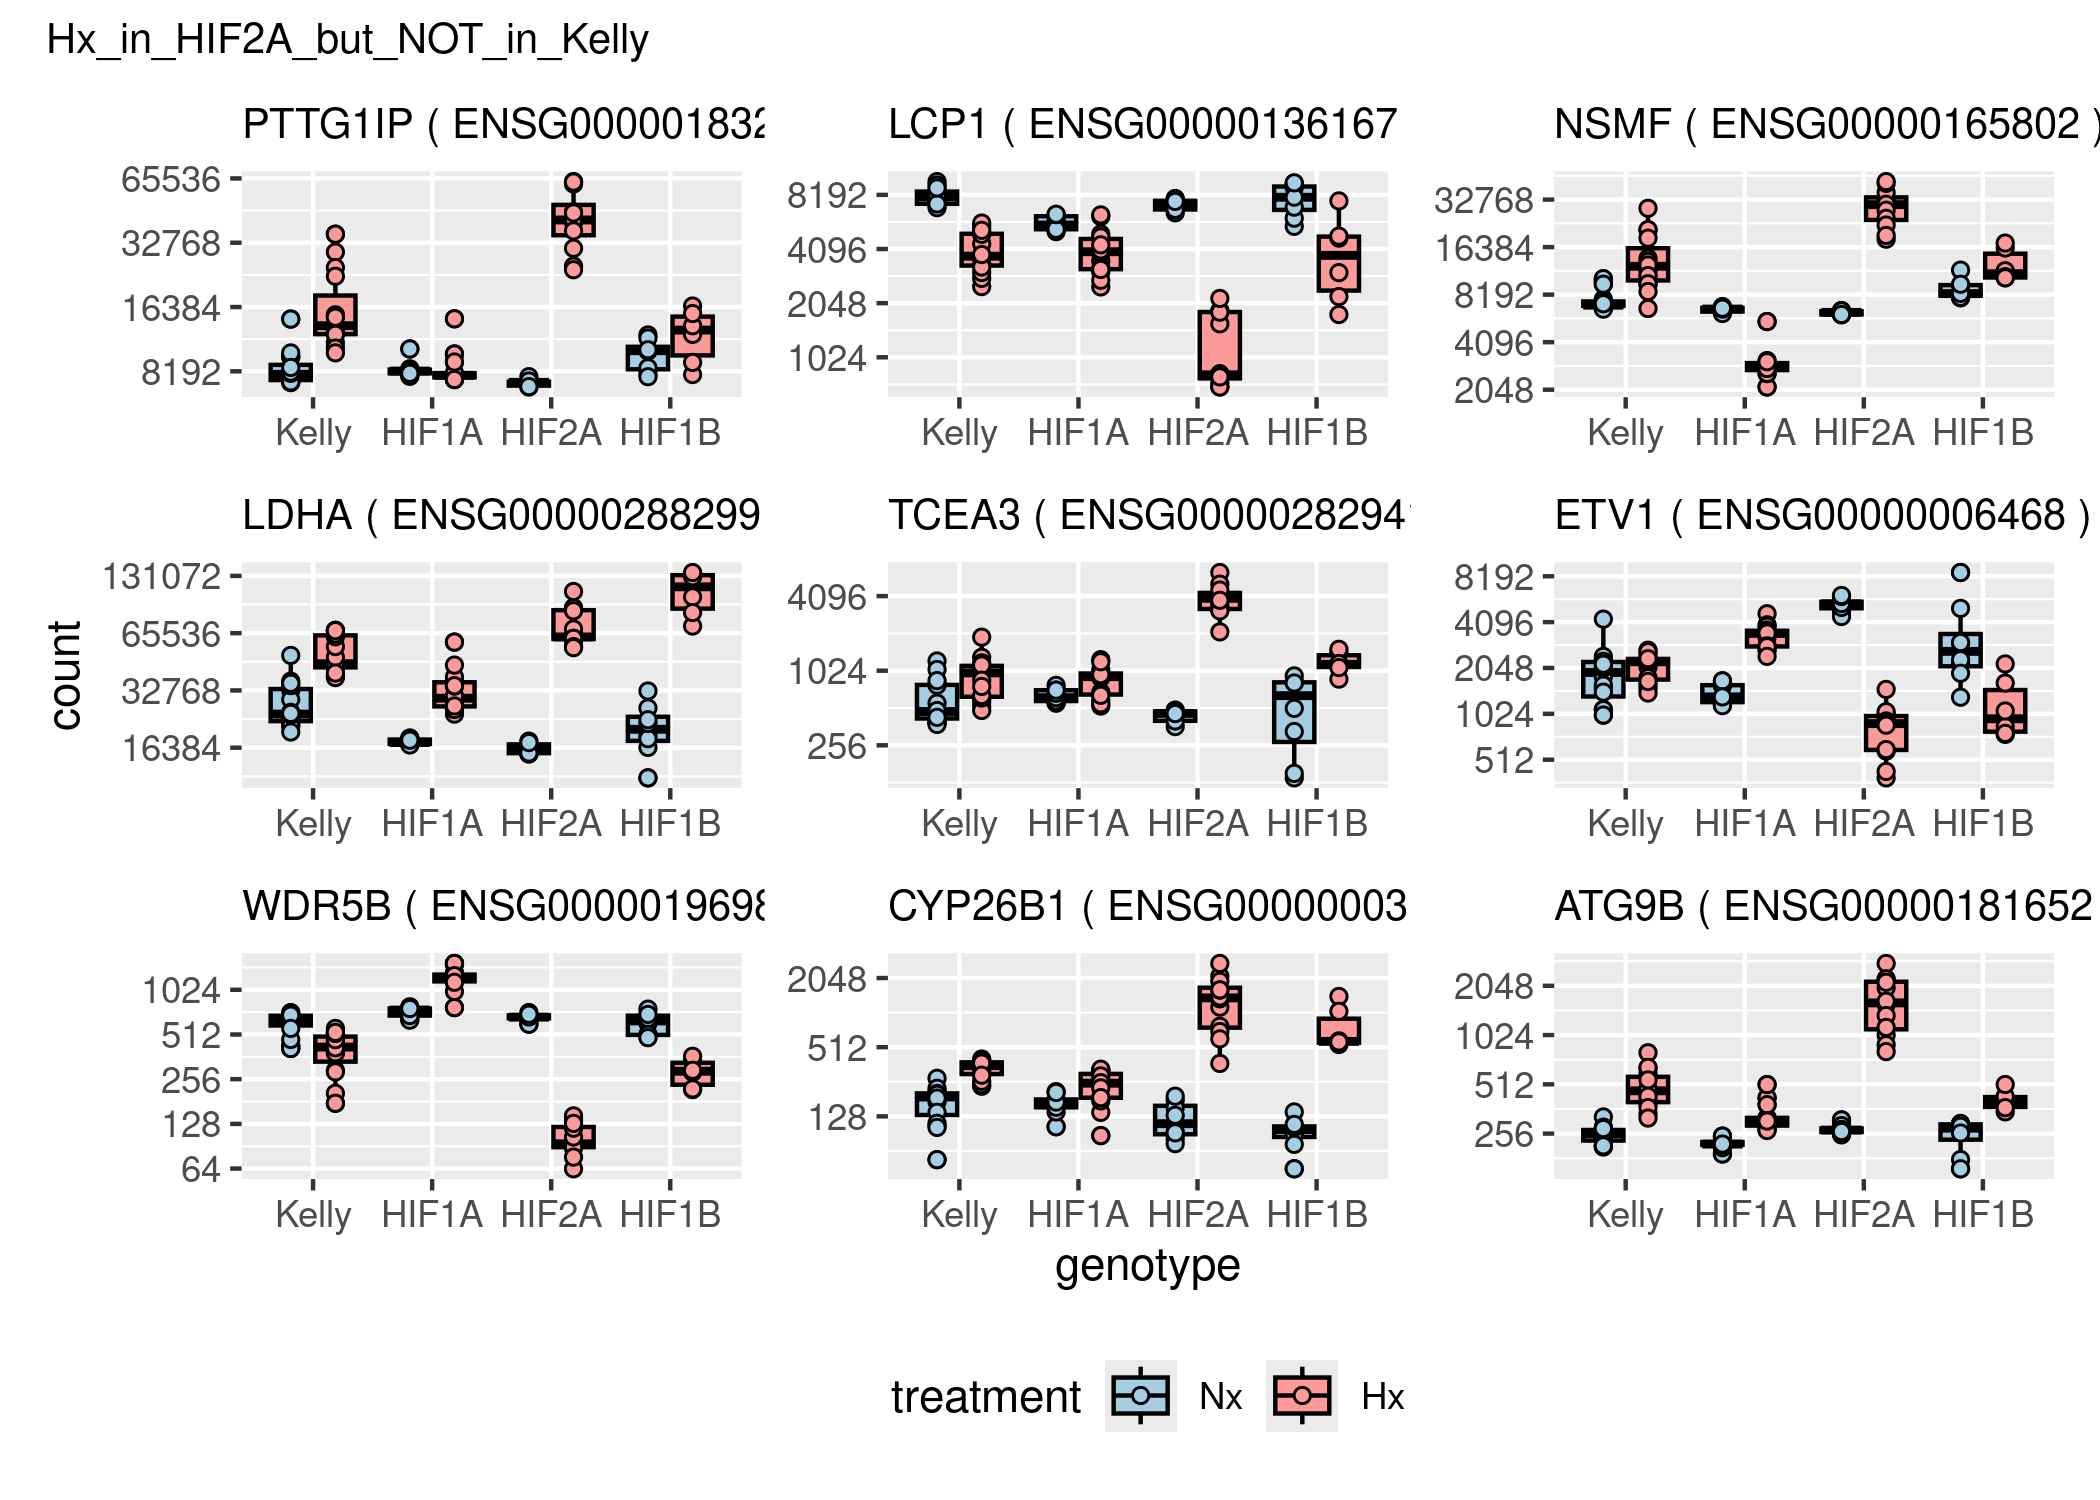 Hx_in_HIF2A_but_NOT_in_Kelly
PTTG1IP ( ENSG00000183
LCP1 ( ENSG00000136167
NSMF ( ENSG00000165802 )
65536
32768
16384
8192
8192
4096
2048
1024
32768
16384
8192
4096
2048
Kelly HIF1A HIF2A HIF1B
Kelly HIF1A HIF2A HIF1B
Kelly HIF1A HIF2A HIF1B
LDHA ( ENSG00000288299
TCEA3 ( ENSG0000028294
ETV1 ( ENSG00000006468 )
131072
65536
32768
16384
4096
1024
256
8192
4096
2048
1024
512
Kelly HIF1A HIF2A HIF1B
Kelly HIF1A HIF2A HIF1B
Kelly HIF1A HIF2A HIF1B
count
WDR5B ( ENSG0000019698
CYP26B1 ( ENSG00000003
ATG9B ( ENSG00000181652
1024
512
256
128
64
2048
512
128
2048
1024
512
256
Kelly HIF1A HIF2A HIF1B
Kelly HIF1A HIF2A HIF1B
Kelly HIF1A HIF2A HIF1B
genotype
treatment Nx Hx